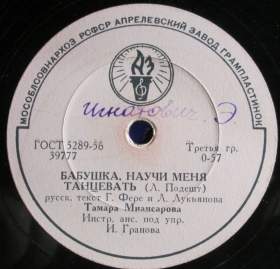 МОСОБЛСОВНАРХОЗ РСФСР АПРЕЛЕВСКИЙ ЗАВОД ГРАМПЛАСТИНОК
Игнатович Э.
ГОСТ 5289-56
39777
Третья гр.
0-57
БАБУШКА, НАУЧИ МЕНЯ
ТАНЦЕВАТЬ (Л. Подешт)
русск. текст Г. Фере и Л. Лукьянова
Тамара Миансарова
Инстр. анс. под упр.
И. Гранова